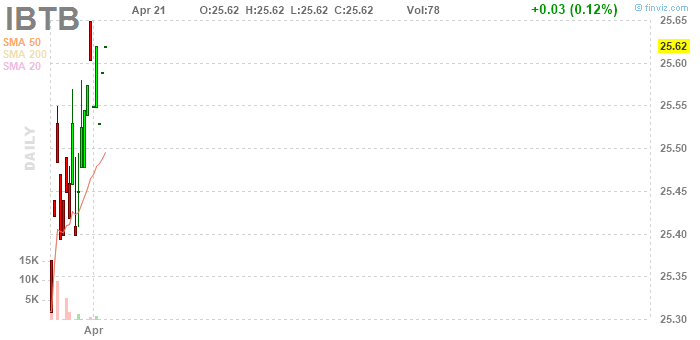 IBTB Apr 21 O:25.62 H:25.62 L:25.62 C:25.62 Vol:78 +0.03 (0.12%) © finviz.com
SMA 50
SMA 200
SMA 20
DAILY
25.65
25.62
25.60
25.55
25.50
25.45
25.40
25.35
25.30
15K
10K
5K
Apr